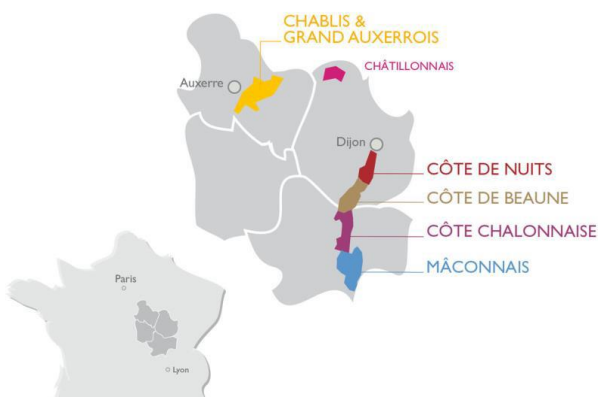 CHABLIS &
GRAND AUXERROIS
CHÂTILLONNAIS
Auxerre
Dijon
CÔTE DE NUITS
CÔTE DE BEAUNE
CÔTE CHALONNAISE
MÂCONNAIS
Paris
Lyon